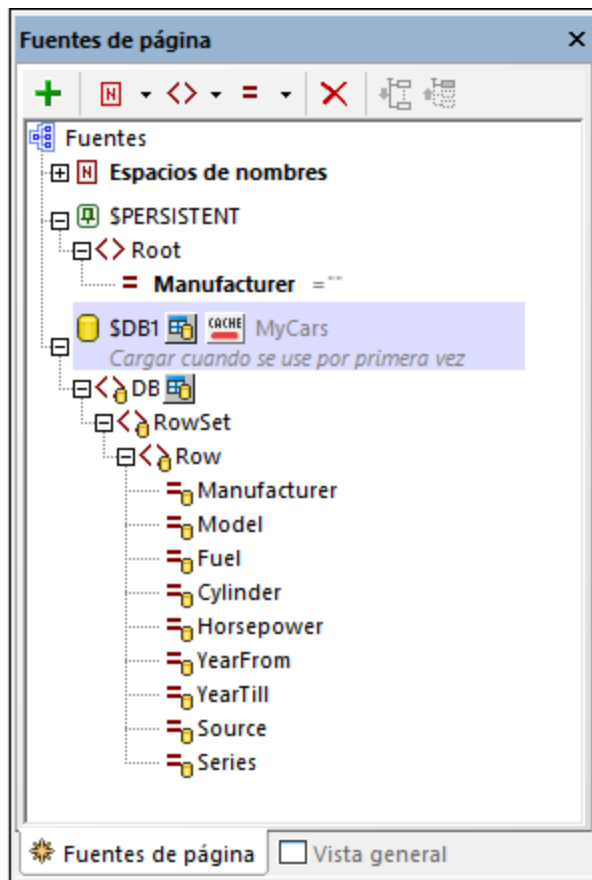 Fuentes de página
Fuentes
Espacios de nombres
$PERSISTENT
Root
Manufacturer =""
$DB1 CACHE MyCars
Cargar cuando se use por primera vez
DB
RowSet
Row
Manufacturer
Model
Fuel
Cylinder
Horsepower
YearFrom
YearTill
Source
Series
Fuentes de página Vista general